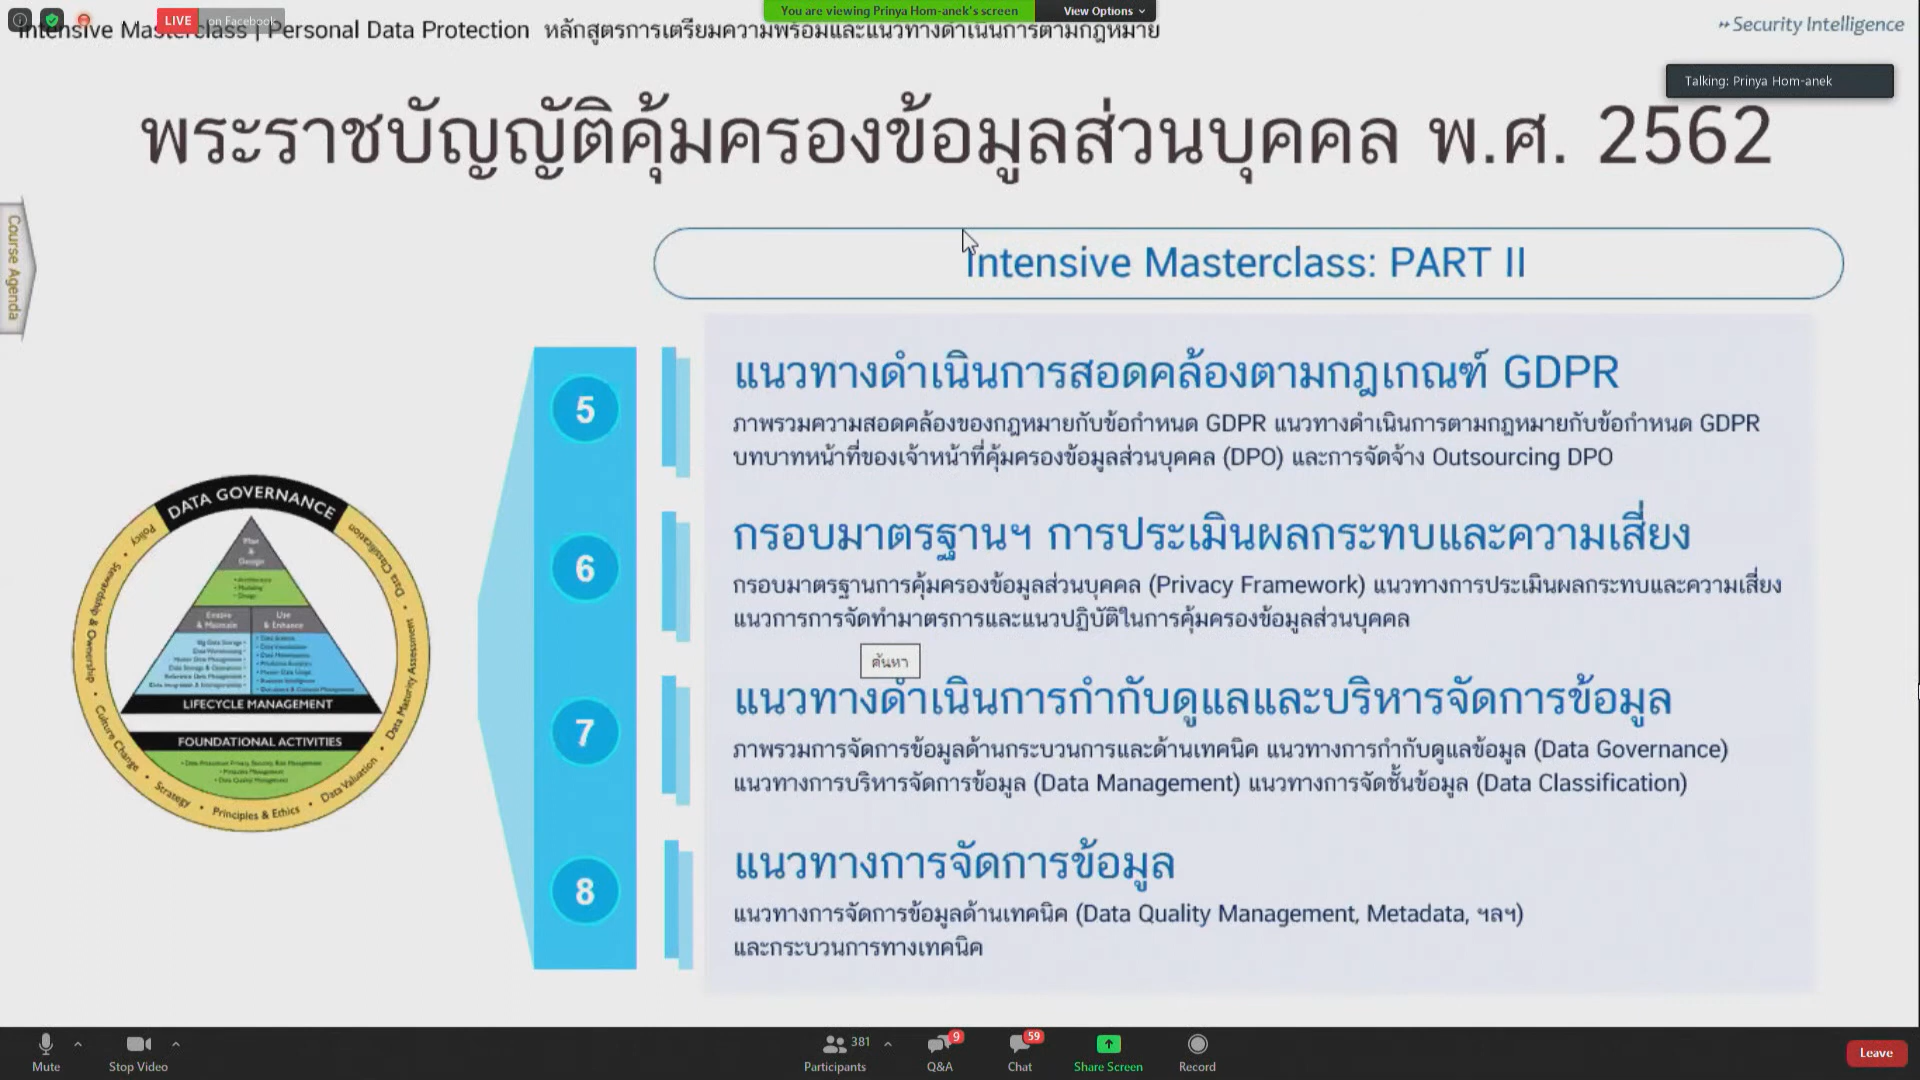 LIVE on Facebook
You are viewing Prinya Hom-anek's screen
View Options
Intensive Masterclass | Personal Data Protection หลักสูตรการเตรียมความพร้อมและแนวทางดำเนินการตามกฎหมาย
Security Intelligence
Talking: Prinya Hom-anek
พระราชบัญญัติคุ้มครองข้อมูลส่วนบุคคล พ.ศ. 2562
Course Agenda
Intensive Masterclass: PART II
5
แนวทางดำเนินการสอดคล้องตามกฎเกณฑ์ GDPR
ภาพรวมความสอดคล้องของกฎหมายกับข้อกำหนด GDPR แนวทางดำเนินการตามกฎหมายกับข้อกำหนด GDPR
บทบาทหน้าที่ของเจ้าหน้าที่คุ้มครองข้อมูลส่วนบุคคล (DPO) และการจัดจ้าง Outsourcing DPO
6
กรอบมาตรฐานฯ การประเมินผลกระทบและความเสี่ยง
กรอบมาตรฐานการคุ้มครองข้อมูลส่วนบุคคล (Privacy Framework) แนวทางการประเมินผลกระทบและความเสี่ยง
แนวการการจัดทำมาตรการและแนวปฏิบัติในการคุ้มครองข้อมูลส่วนบุคคล
ค้นหา
7
แนวทางดำเนินการกำกับดูแลและบริหารจัดการข้อมูล
ภาพรวมการจัดการข้อมูลด้านกระบวนการและด้านเทคนิค แนวทางการกำกับดูแลข้อมูล (Data Governance)
แนวทางการบริหารจัดการข้อมูล (Data Management) แนวทางการจัดชั้นข้อมูล (Data Classification)
8
แนวทางการจัดการข้อมูล
แนวทางการจัดการข้อมูลด้านเทคนิค (Data Quality Management, Metadata, ฯลฯ)
และกระบวนการทางเทคนิค
DATA GOVERNANCE
Policy
Stewardship & Ownership
Culture Change
Strategy
Principles & Ethics
Data Valuation
Data Maturity Assessment
Data Classification
Plan
&
Design
Enable
& Maintain
Use
& Enhance
LIFECYCLE MANAGEMENT
FOUNDATIONAL ACTIVITIES
Mute
Stop Video
Participants 381
Q&A 9
Chat 59
Share Screen
Record
Leave